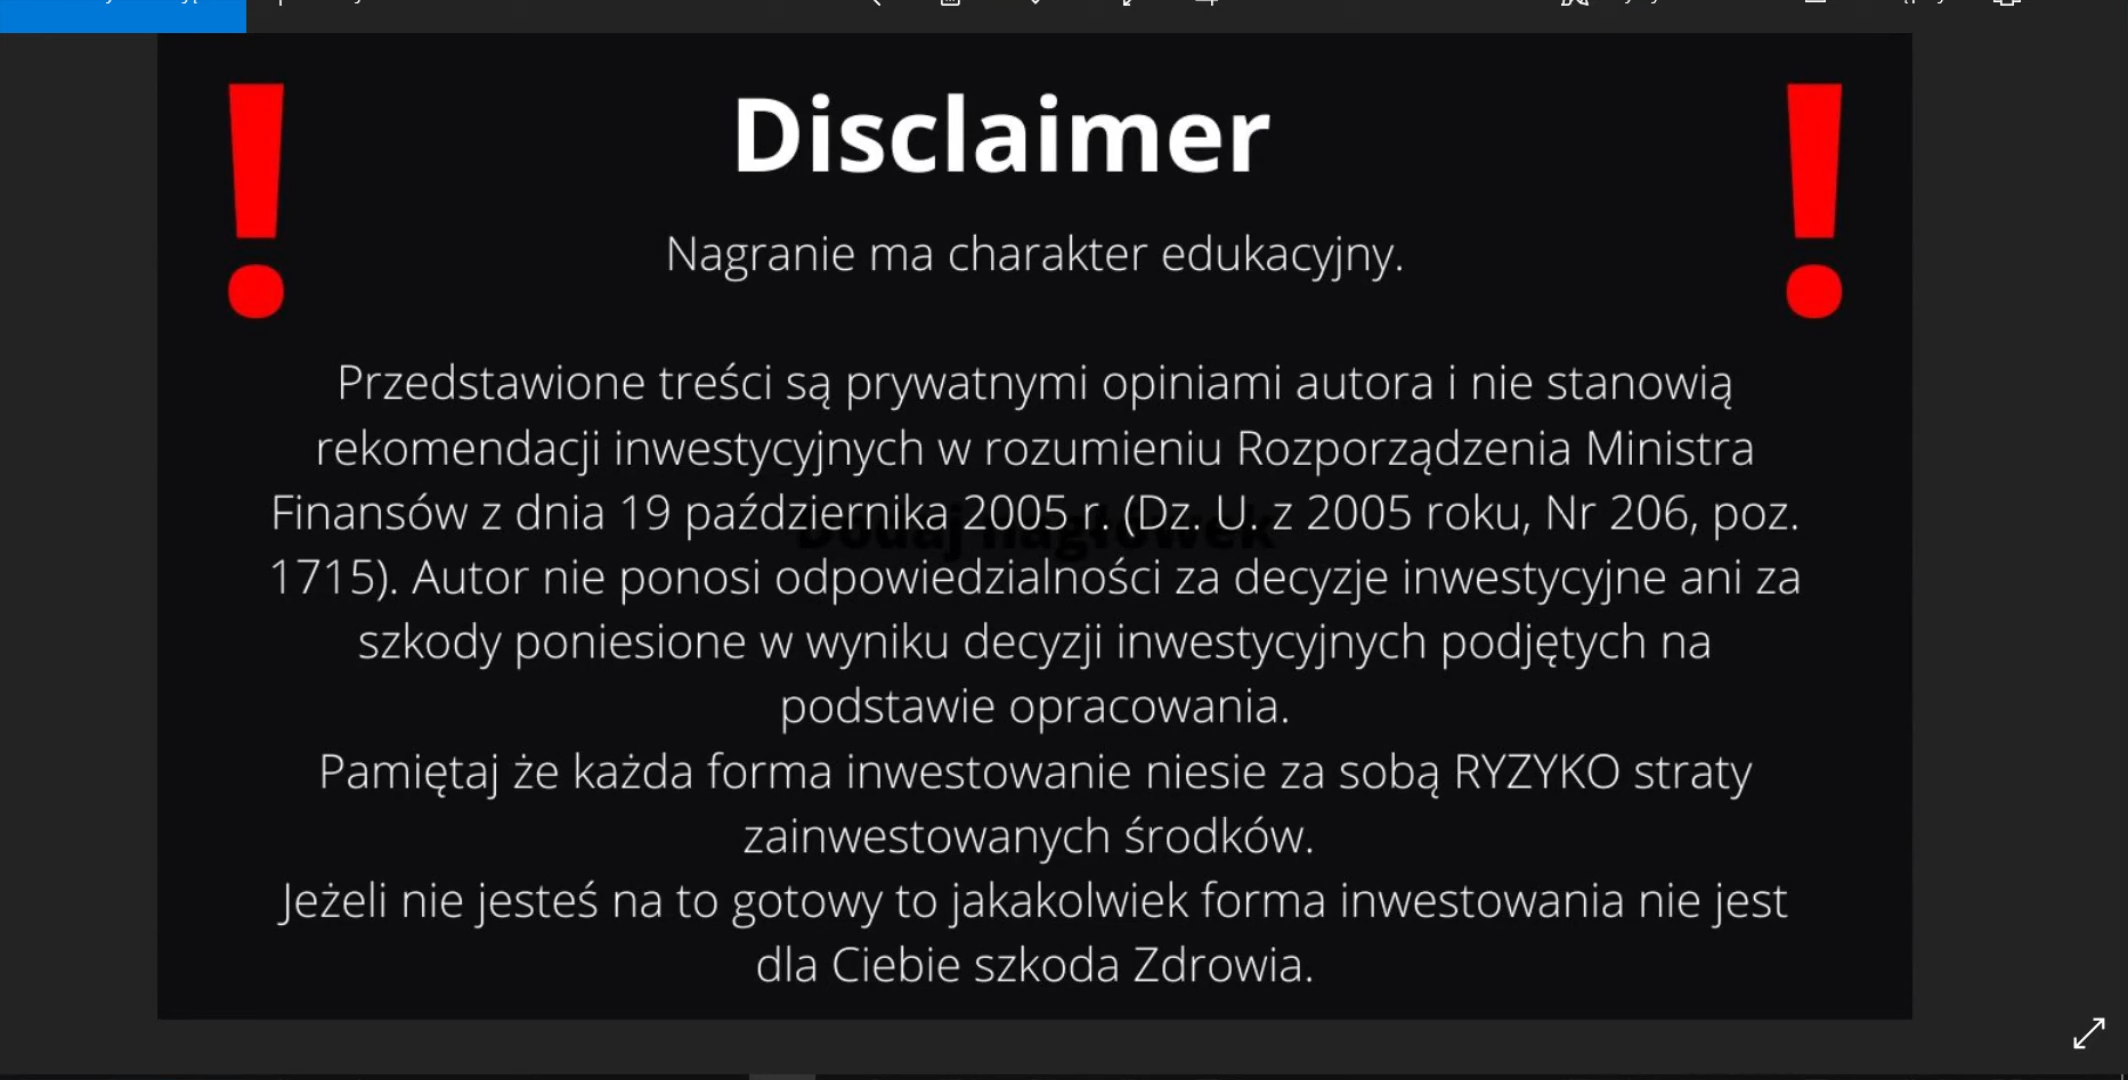 Disclaimer
Nagranie ma charakter edukacyjny.
Przedstawione treści są prywatnymi opiniami autora i nie stanowią
rekomendacji inwestycyjnych w rozumieniu Rozporządzenia Ministra
Finansów z dnia 19 października 2005 r. (Dz. U. z 2005 roku, Nr 206, poz.
Dodaj nagłówek
1715). Autor nie ponosi odpowiedzialności za decyzje inwestycyjne ani za
szkody poniesione w wyniku decyzji inwestycyjnych podjętych na
podstawie opracowania.
Pamiętaj że każda forma inwestowanie niesie za sobą RYZYKO straty
zainwestowanych środków.
Jeżeli nie jesteś na to gotowy to jakakolwiek forma inwestowania nie jest
dla Ciebie szkoda Zdrowia.